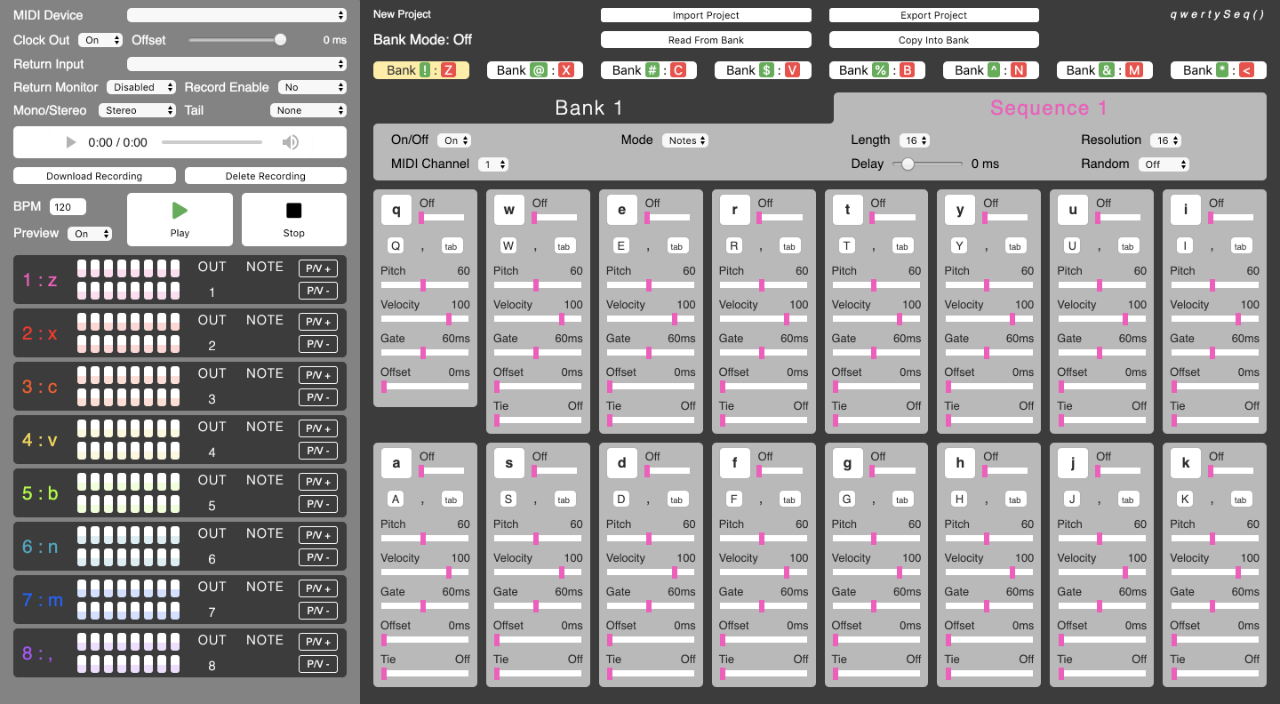 MIDI Device
Clock Out On Offset 0 ms
Return Input
Return Monitor Disabled Record Enable No
Mono/Stereo Stereo Tail None
0:00 / 0:00
Download Recording Delete Recording
BPM 120
Preview On
Play Stop
1 : z OUT NOTE P/V +
1 P/V -
2 : x OUT NOTE P/V +
2 P/V -
3 : c OUT NOTE P/V +
3 P/V -
4 : v OUT NOTE P/V +
4 P/V -
5 : b OUT NOTE P/V +
5 P/V -
6 : n OUT NOTE P/V +
6 P/V -
7 : m OUT NOTE P/V +
7 P/V -
8 : , OUT NOTE P/V +
8 P/V -
New Project Import Project Export Project qwertySeq()
Bank Mode: Off Read From Bank Copy Into Bank
Bank ! : Z Bank @ : X Bank # : C Bank $ : V Bank % : B Bank ^ : N Bank & : M Bank * : <
Bank 1 Sequence 1
On/Off On Mode Notes Length 16 Resolution 16
MIDI Channel 1 Delay 0 ms Random Off
q Off w Off e Off r Off t Off y Off u Off i Off
Q , tab W , tab E , tab R , tab T , tab Y , tab U , tab I , tab
Pitch 60 Pitch 60 Pitch 60 Pitch 60 Pitch 60 Pitch 60 Pitch 60 Pitch 60
Velocity 100 Velocity 100 Velocity 100 Velocity 100 Velocity 100 Velocity 100 Velocity 100 Velocity 100
Gate 60ms Gate 60ms Gate 60ms Gate 60ms Gate 60ms Gate 60ms Gate 60ms Gate 60ms
Offset 0ms Offset 0ms Offset 0ms Offset 0ms Offset 0ms Offset 0ms Offset 0ms Offset 0ms
Tie Off Tie Off Tie Off Tie Off Tie Off Tie Off Tie Off
a Off s Off d Off f Off g Off h Off j Off k Off
A , tab S , tab D , tab F , tab G , tab H , tab J , tab K , tab
Pitch 60 Pitch 60 Pitch 60 Pitch 60 Pitch 60 Pitch 60 Pitch 60 Pitch 60
Velocity 100 Velocity 100 Velocity 100 Velocity 100 Velocity 100 Velocity 100 Velocity 100 Velocity 100
Gate 60ms Gate 60ms Gate 60ms Gate 60ms Gate 60ms Gate 60ms Gate 60ms Gate 60ms
Offset 0ms Offset 0ms Offset 0ms Offset 0ms Offset 0ms Offset 0ms Offset 0ms Offset 0ms
Tie Off Tie Off Tie Off Tie Off Tie Off Tie Off Tie Off Tie Off